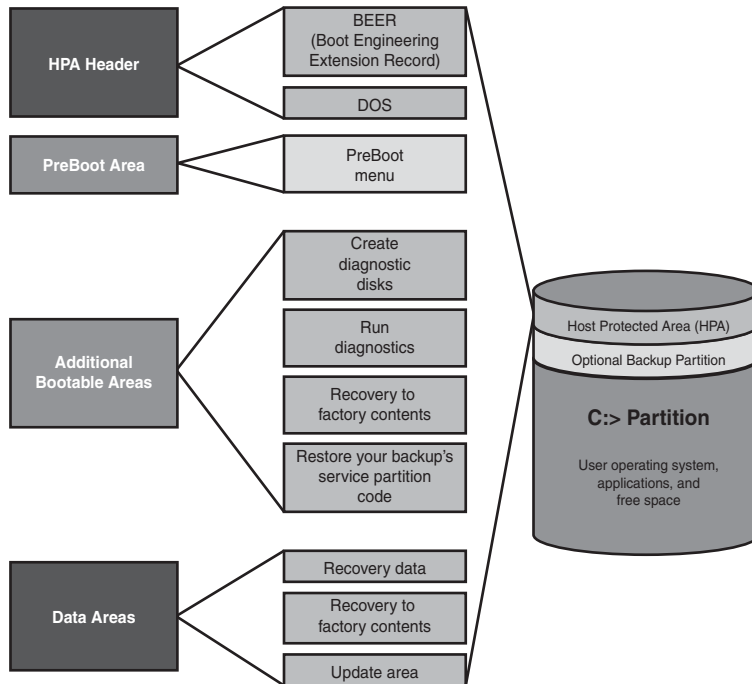 HPA Header
BEER
(Boot Engineering
Extension Record)
DOS
PreBoot Area
PreBoot
menu
Additional
Bootable Areas
Create
diagnostic
disks
Run
diagnostics
Recovery to
factory contents
Restore your backup's
service partition
code
Data Areas
Recovery data
Recovery to
factory contents
Update area
Host Protected Area (HPA)
Optional Backup Partition
C:> Partition
User operating system,
applications, and
free space